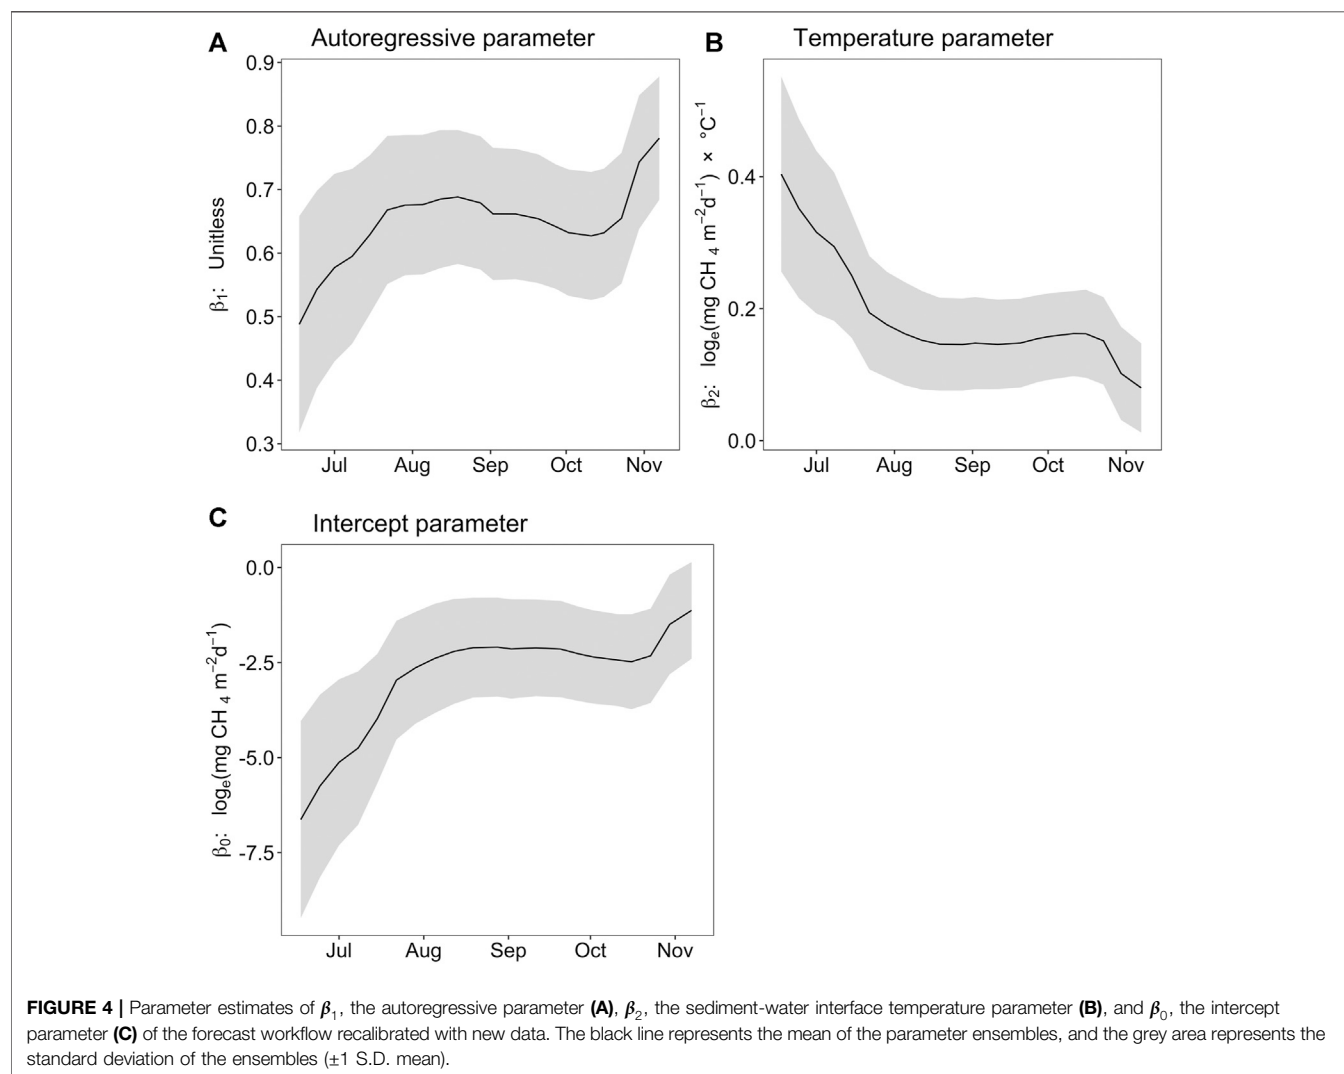 A Autoregressive parameter
0.9
0.8
0.7
0.6
0.5
0.4
0.3
β₁: Unitless
Jul Aug Sep Oct Nov
B Temperature parameter
0.4
0.2
0.0
β₂: logₑ(mg CH ₄ m⁻²d⁻¹) × °C⁻¹
Jul Aug Sep Oct Nov
C Intercept parameter
0.0
-2.5
-5.0
-7.5
β₀: logₑ(mg CH ₄ m⁻²d⁻¹)
Jul Aug Sep Oct Nov
FIGURE 4 | Parameter estimates of β₁, the autoregressive parameter (A), β₂, the sediment-water interface temperature parameter (B), and β₀, the intercept
parameter (C) of the forecast workflow recalibrated with new data. The black line represents the mean of the parameter ensembles, and the grey area represents the
standard deviation of the ensembles (±1 S.D. mean).